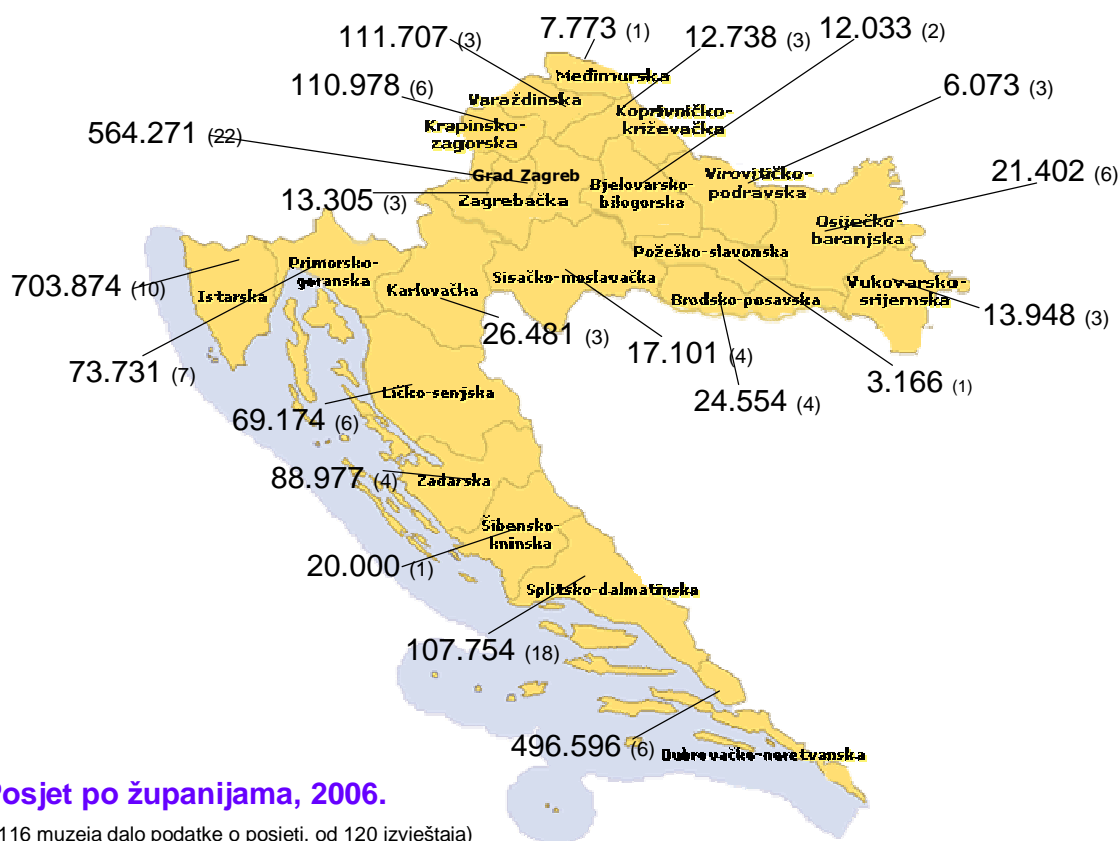 7.773 (1)
12.033 (2)
111.707 (3)
12.738 (3)
Međimurska
110.978 (6)
6.073 (3)
Varaždinska
Koprivničko-
križevačka
Krapinsko-
zagorska
564.271 (22)
Grad Zagreb
Virovitičko-
podravska
21.402 (6)
Bjelovarsko-
bilogorska
13.305 (3)
Zagrebačka
Osiječko-
baranjska
Požeško-slavonska
Primorsko-
goranska
703.874 (10)
Istarska
Karlovačka
Sisačko-moslavačka
Vukovarsko-
srijemska
Brodsko-posavska
13.948 (3)
26.481 (3)
17.101 (4)
73.731 (7)
3.166 (1)
24.554 (4)
Ličko-senjska
69.174 (6)
88.977 (4)
Zadarska
Šibensko-
kninska
20.000 (1)
Splitsko-dalmatinska
107.754 (18)
496.596 (6)
Dubrovačko-neretvanska
Posjet po županijama, 2006.
116 muzeja dalo podatke o posjeti, od 120 izvještaja)